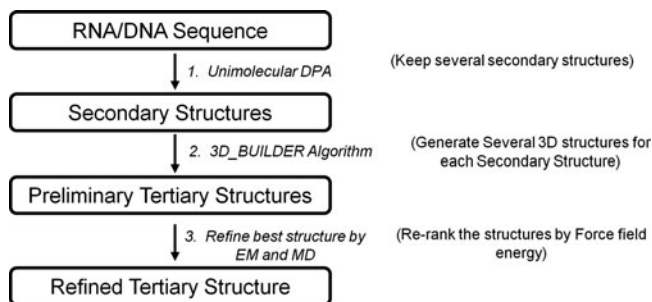 RNA/DNA Sequence
1. Unimolecular DPA
(Keep several secondary structures)
Secondary Structures
2. 3D_BUILDER Algorithm
(Generate Several 3D structures for
each Secondary Structure)
Preliminary Tertiary Structures
3. Refine best structure by
EM and MD
(Re-rank the structures by Force field
energy)
Refined Tertiary Structure